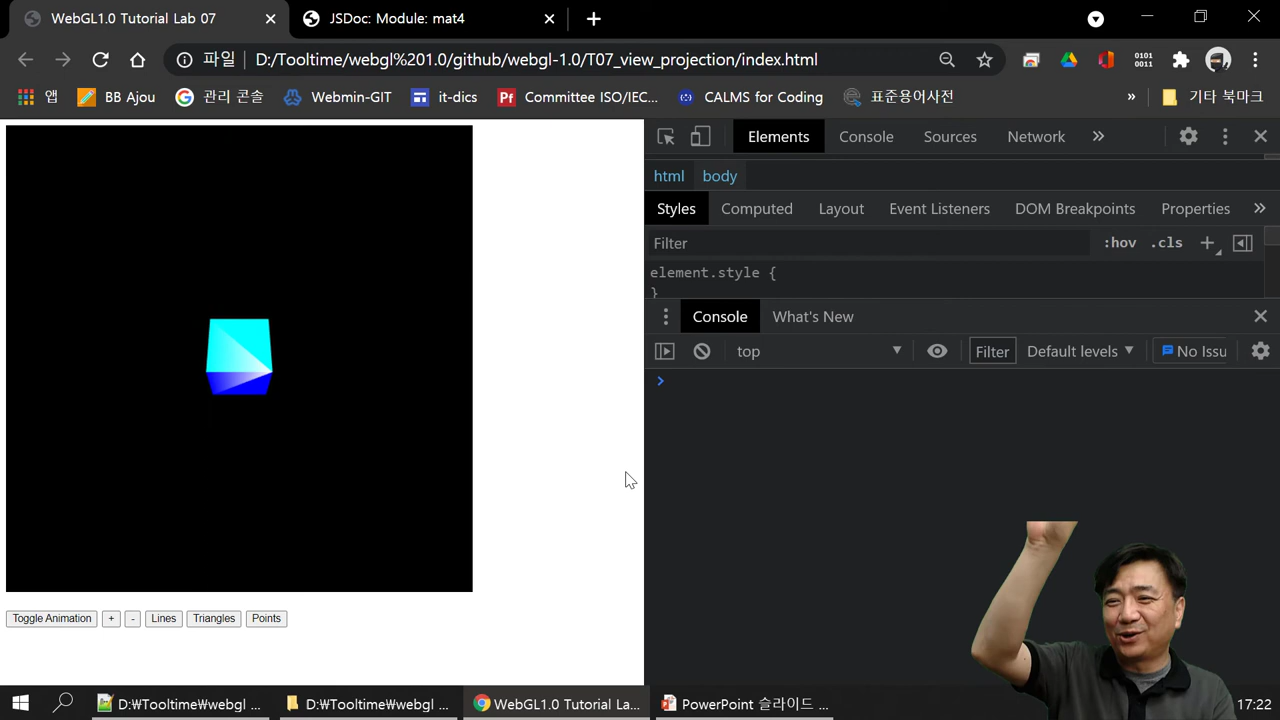 WebGL1.0 Tutorial Lab 07
JSDoc: Module: mat4
파일 D:/Tooltime/webgl%201.0/github/webgl-1.0/T07_view_projection/index.html
앱 BB Ajou 관리 콘솔 Webmin-GIT it-dics Committee ISO/IEC... CALMS for Coding 표준용어사전 » 기타 북마크
Elements Console Sources Network »
html body
Styles Computed Layout Event Listeners DOM Breakpoints Properties »
Filter :hov .cls +
element.style {
}
Console What's New
top Filter Default levels No Issu
Toggle Animation + - Lines Triangles Points
D:₩Tooltime₩webgl ... D:₩Tooltime₩webgl ... WebGL1.0 Tutorial La... PowerPoint 슬라이드 ... 17:22